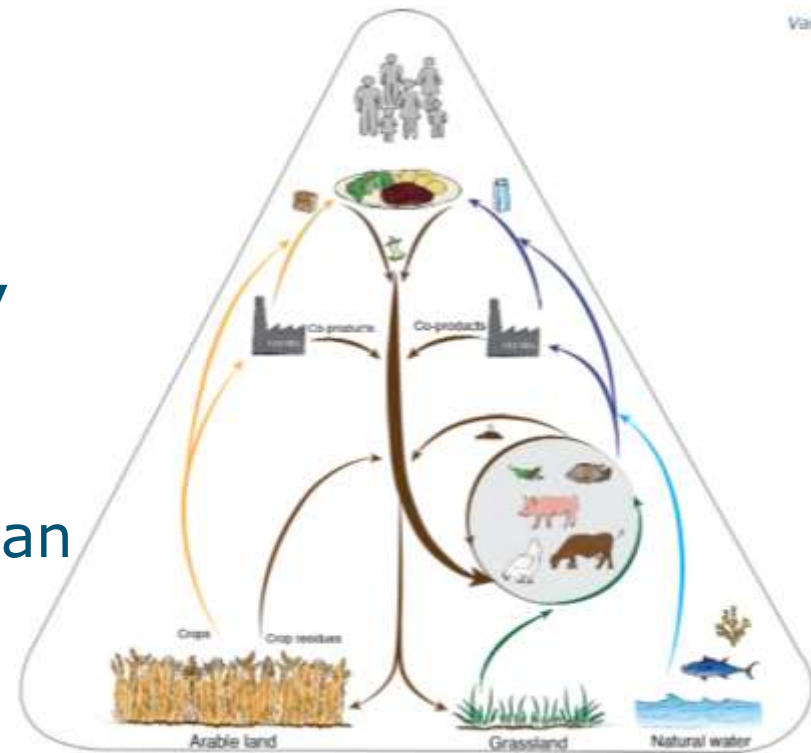 Va
y
an
Co-products
Co-products
Crops
Crop residues
Arable land
Grassland
Natural water